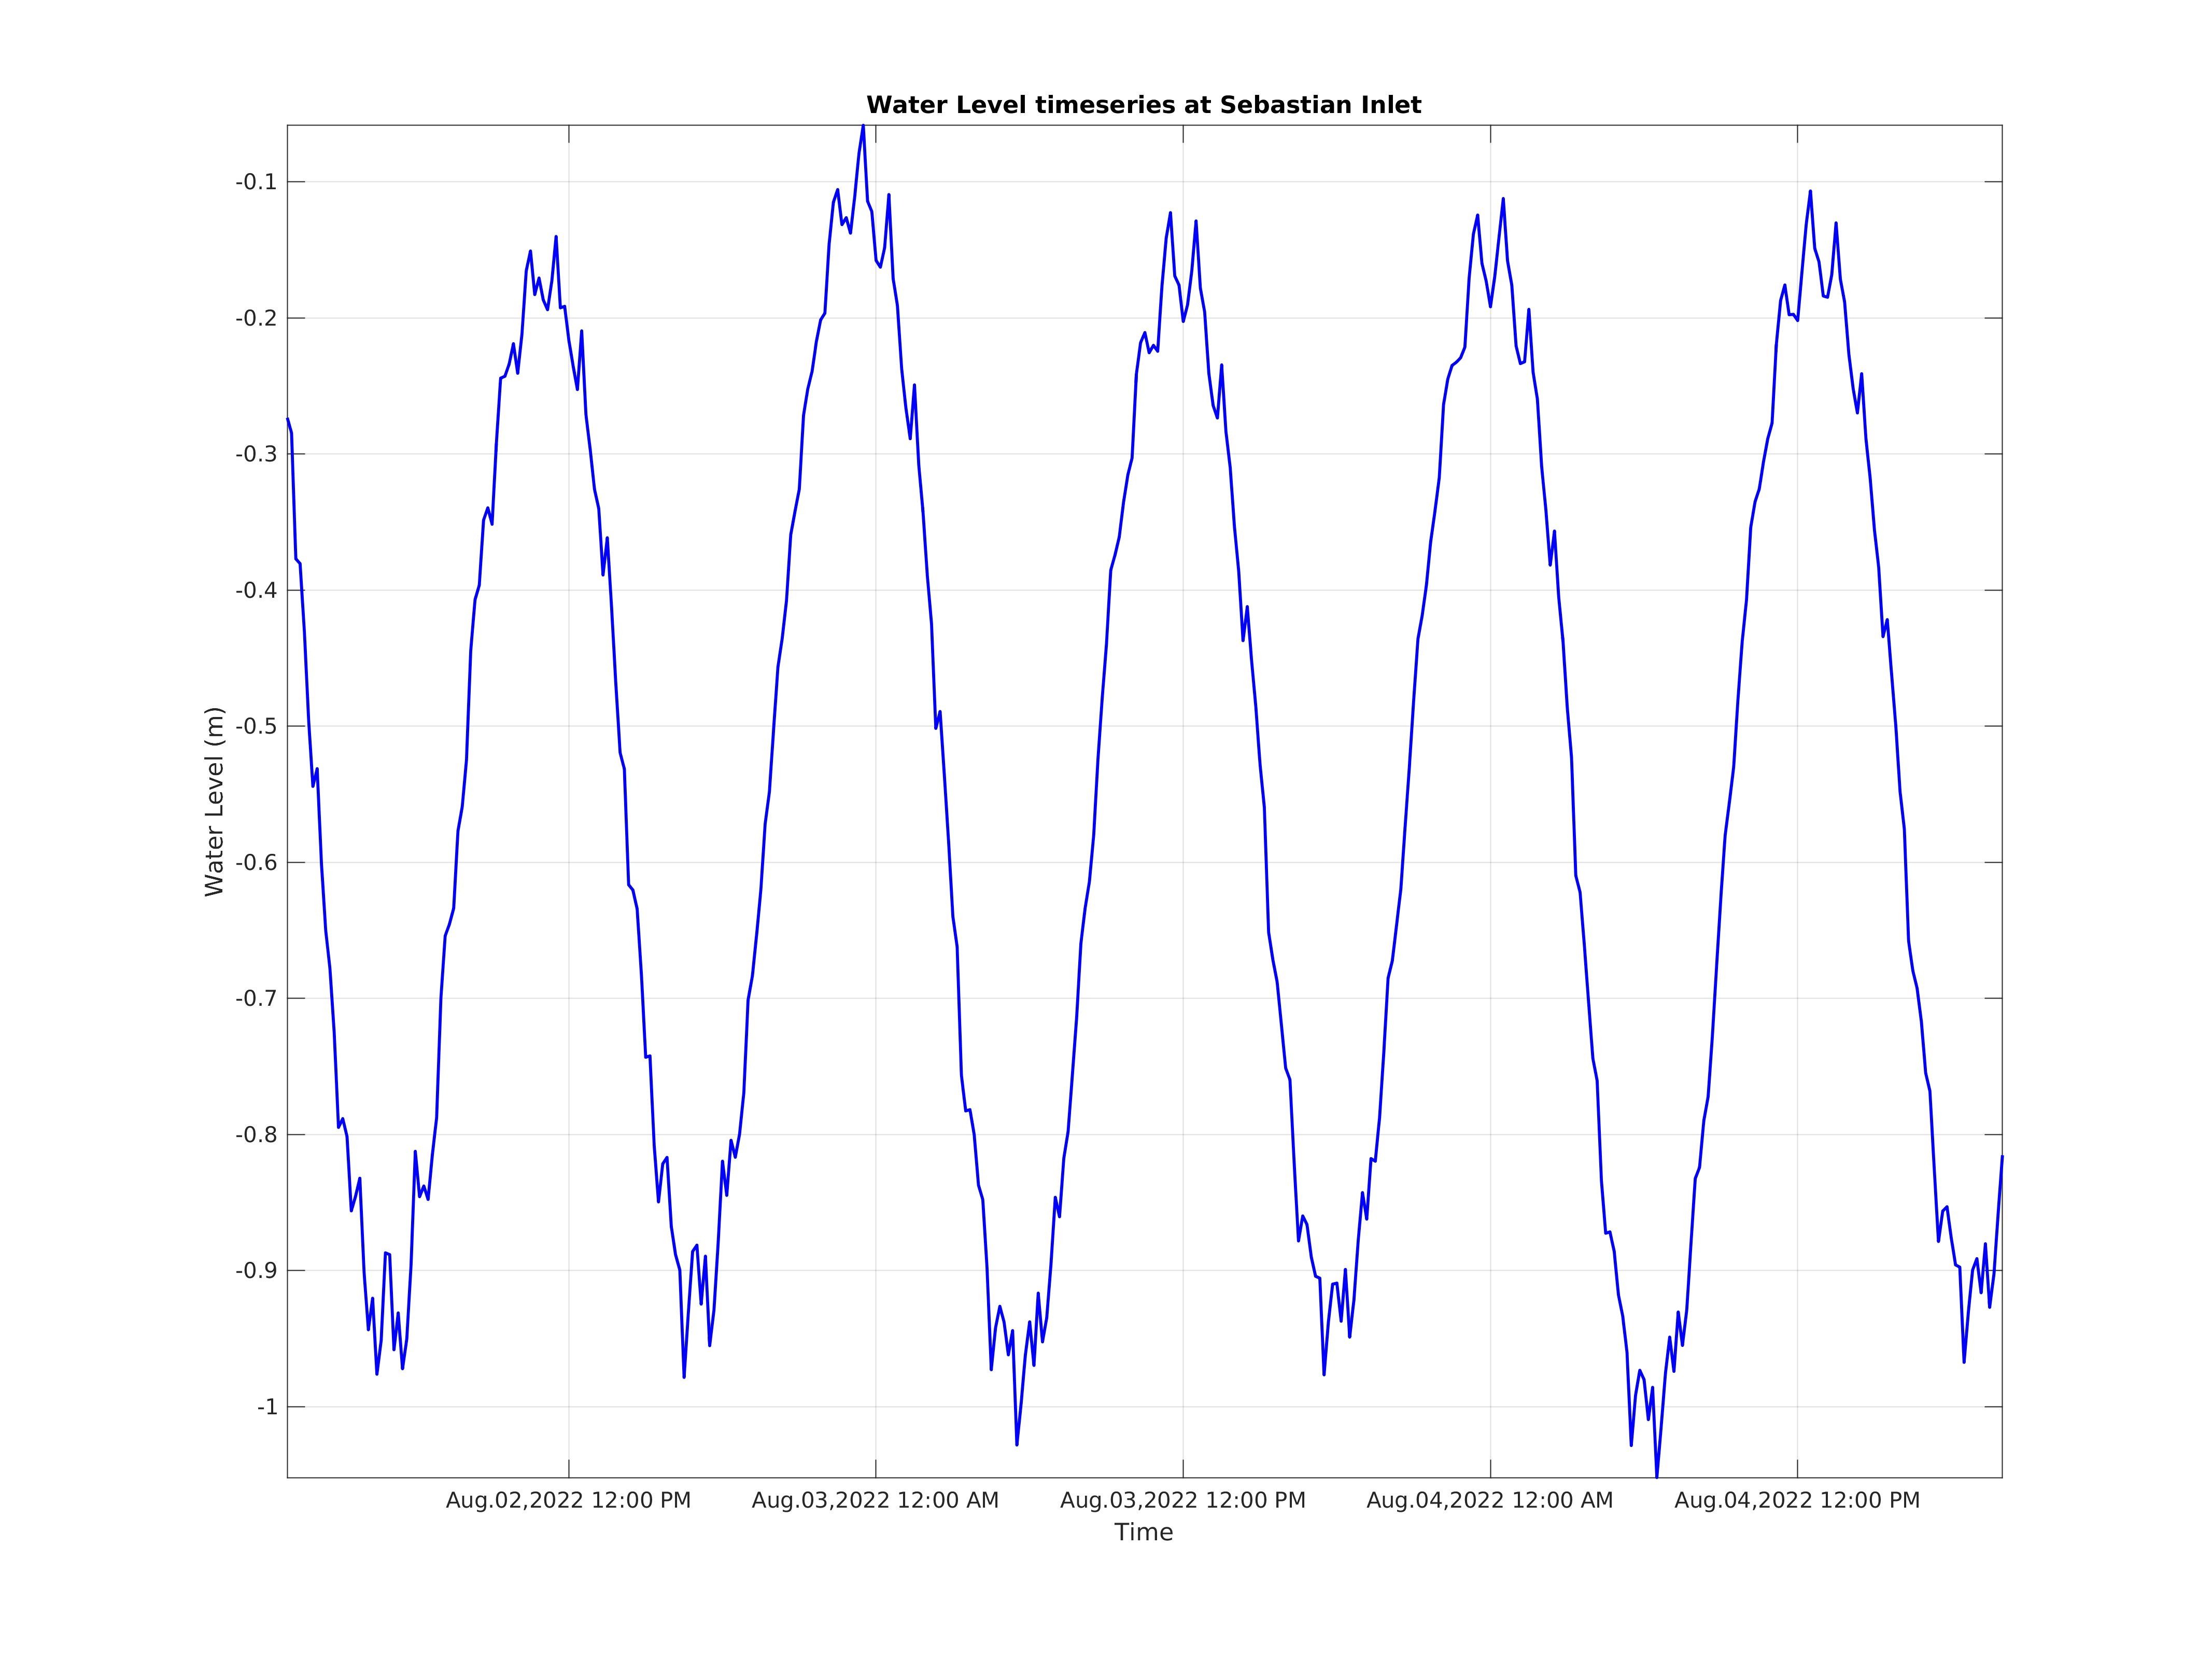 Water Level timeseries at Sebastian Inlet
-0.1
-0.2
-0.3
-0.4
-0.5
-0.6
-0.7
-0.8
-0.9
-1
Water Level (m)
Aug.02,2022 12:00 PM Aug.03,2022 12:00 AM Aug.03,2022 12:00 PM Aug.04,2022 12:00 AM Aug.04,2022 12:00 PM
Time